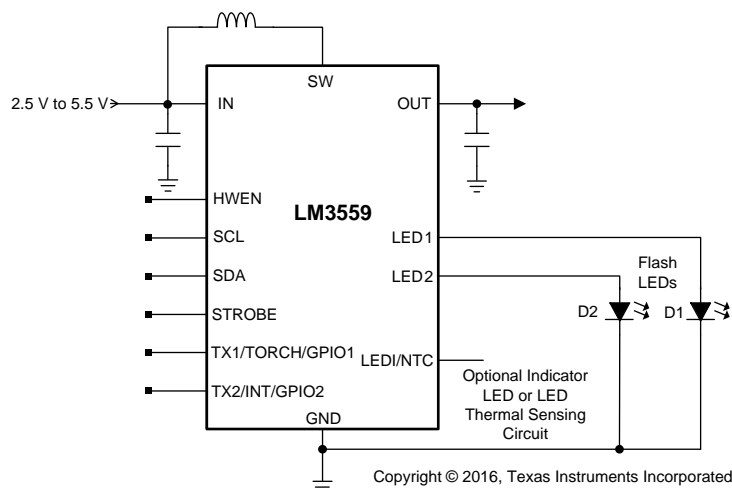 SW
2.5 V to 5.5 V
IN
OUT
HWEN
LM3559
SCL
LED1
SDA
LED2
Flash
LEDs
STROBE
D2
D1
TX1/TORCH/GPIO1
LEDI/NTC
TX2/INT/GPIO2
Optional Indicator
LED or LED
Thermal Sensing
Circuit
GND
Copyright © 2016, Texas Instruments Incorporated